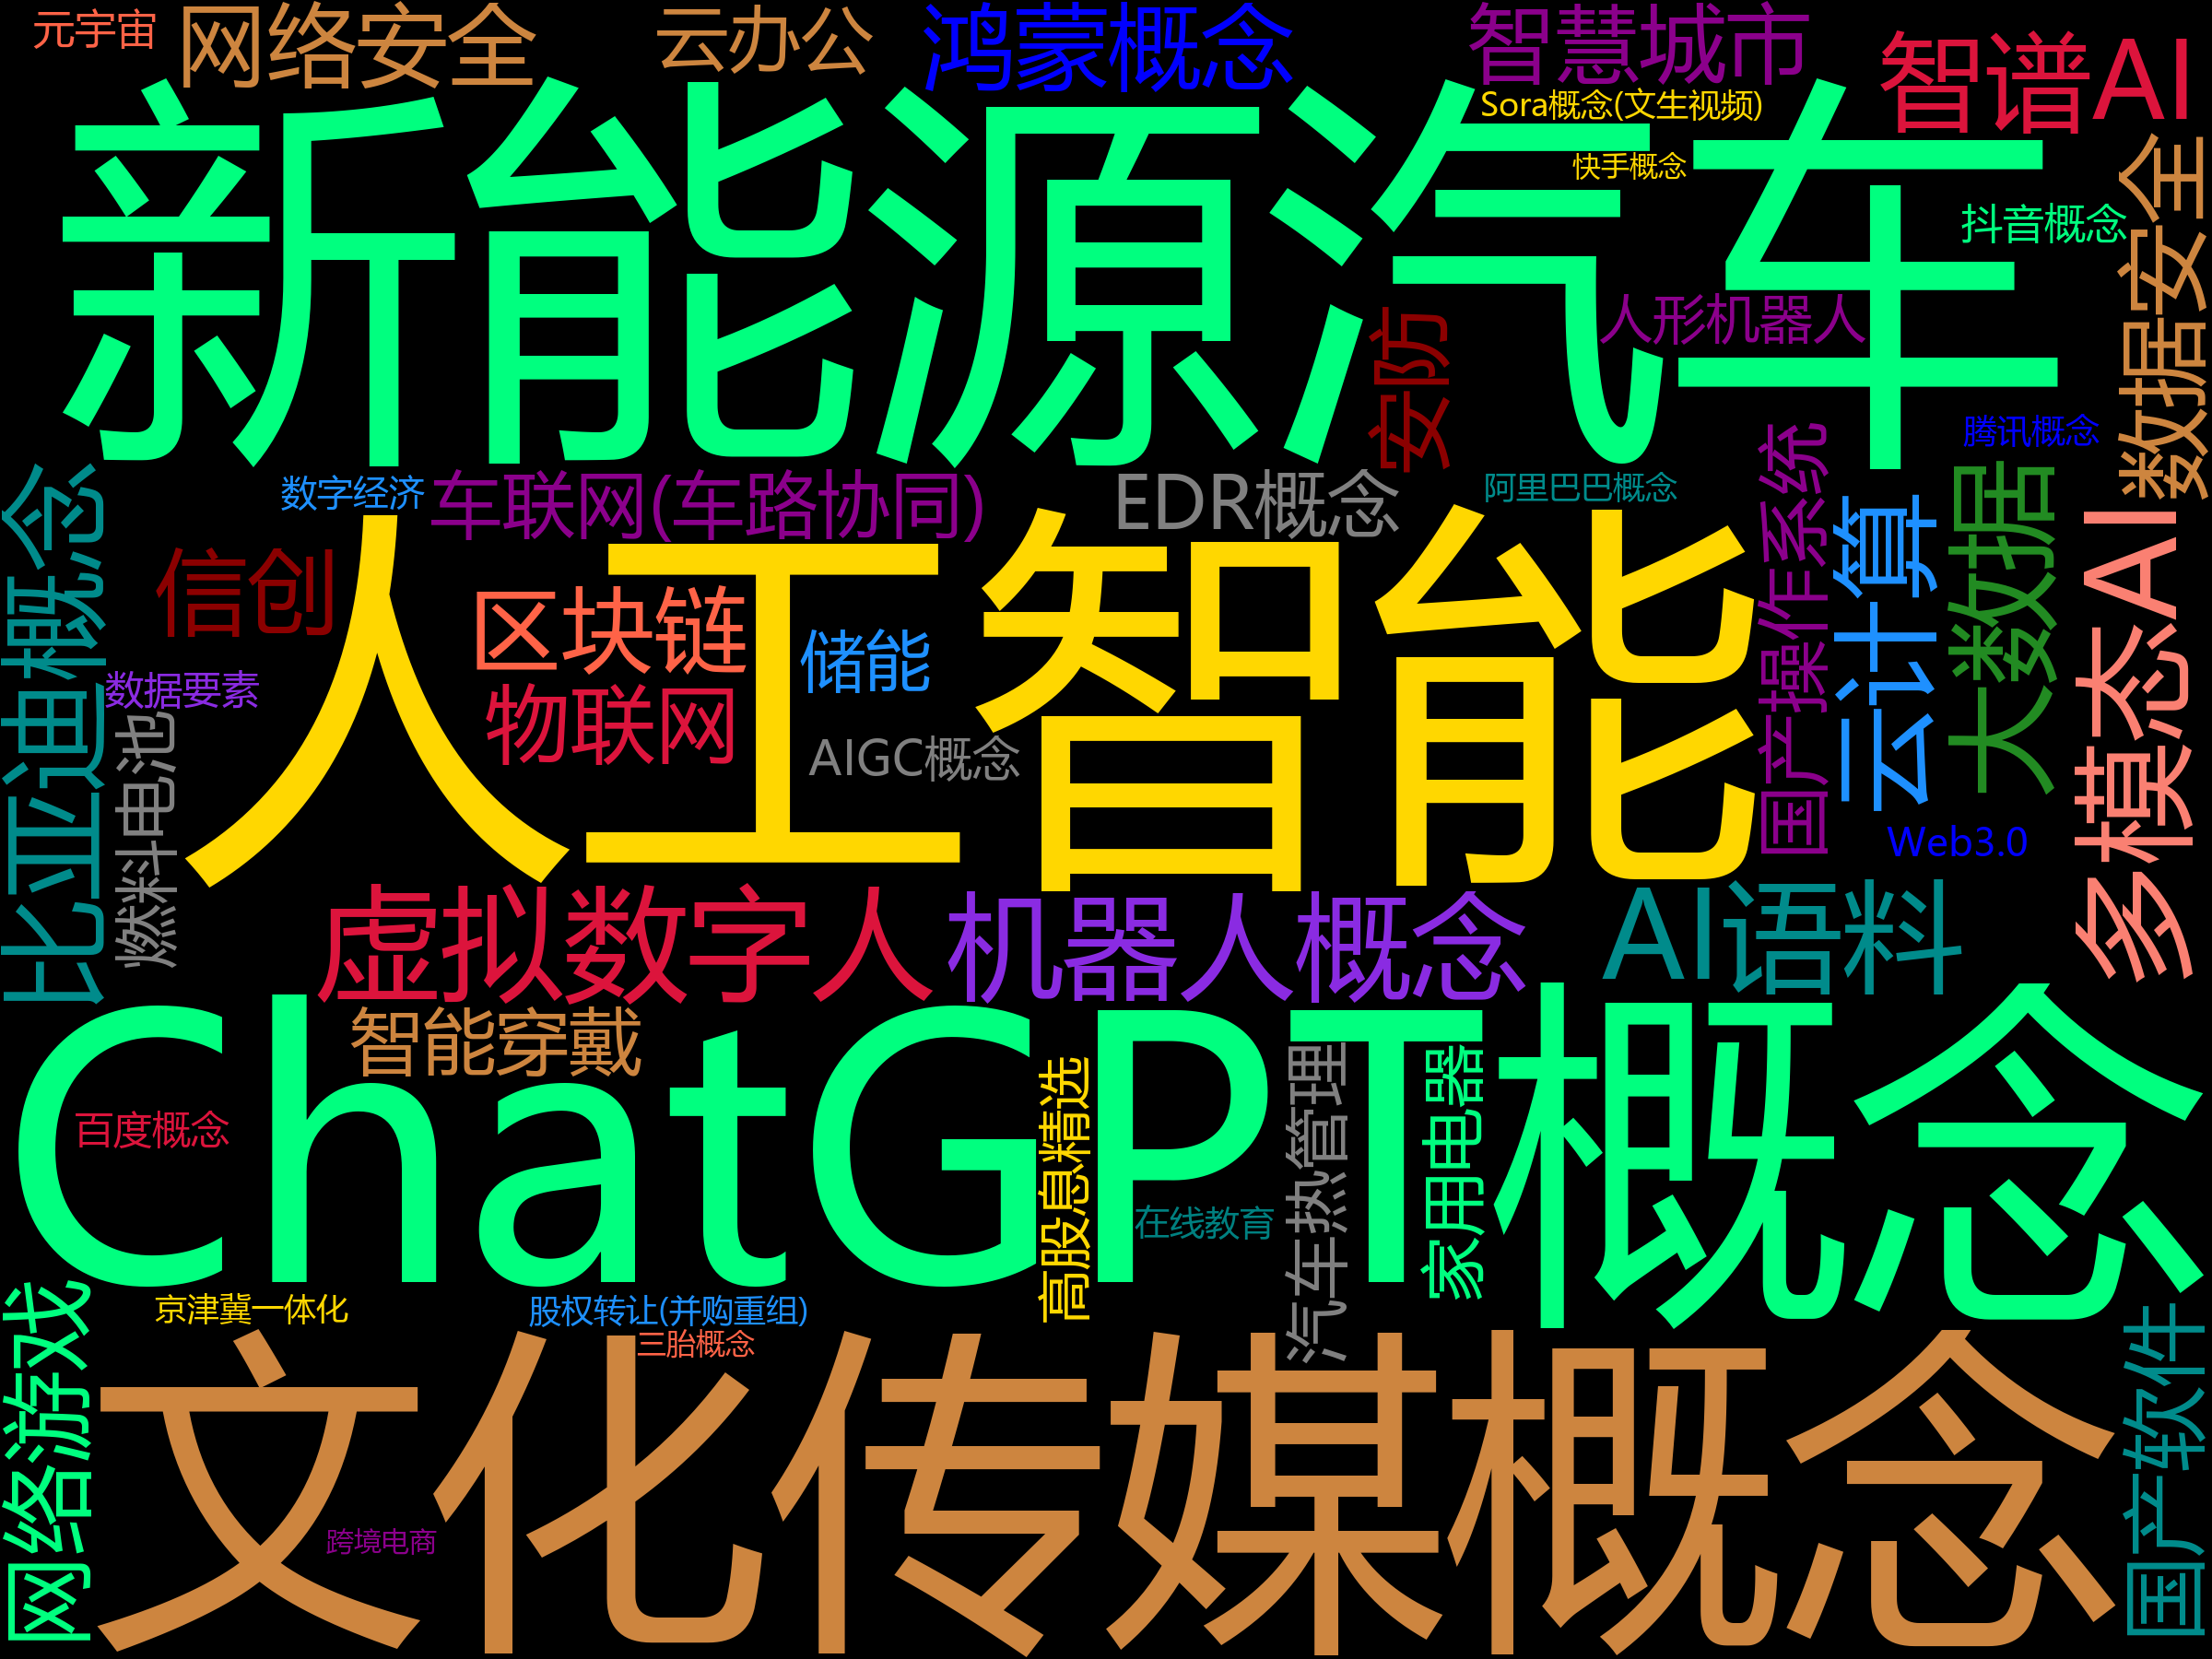 元宇宙
网络安全
云办公
鸿蒙概念
智慧城市
智谱AI
Sora概念(文生视频)
快手概念
新能源汽车
数据安全
抖音概念
人形机器人
安防
腾讯概念
比亚迪概念
数字经济
车联网(车路协同)
EDR概念
阿里巴巴概念
国产操作系统
云计算
大数据
多模态AI
信创
人工智能
区块链
储能
数据要素
物联网
燃料电池
AIGC概念
Web3.0
虚拟数字人
机器人概念
AI语料
ChatGPT概念
智能穿戴
高股息精选
汽车热管理
家用电器
百度概念
在线教育
网络游戏
京津冀一体化
股权转让(并购重组)
三胎概念
国产软件
文化传媒概念
跨境电商